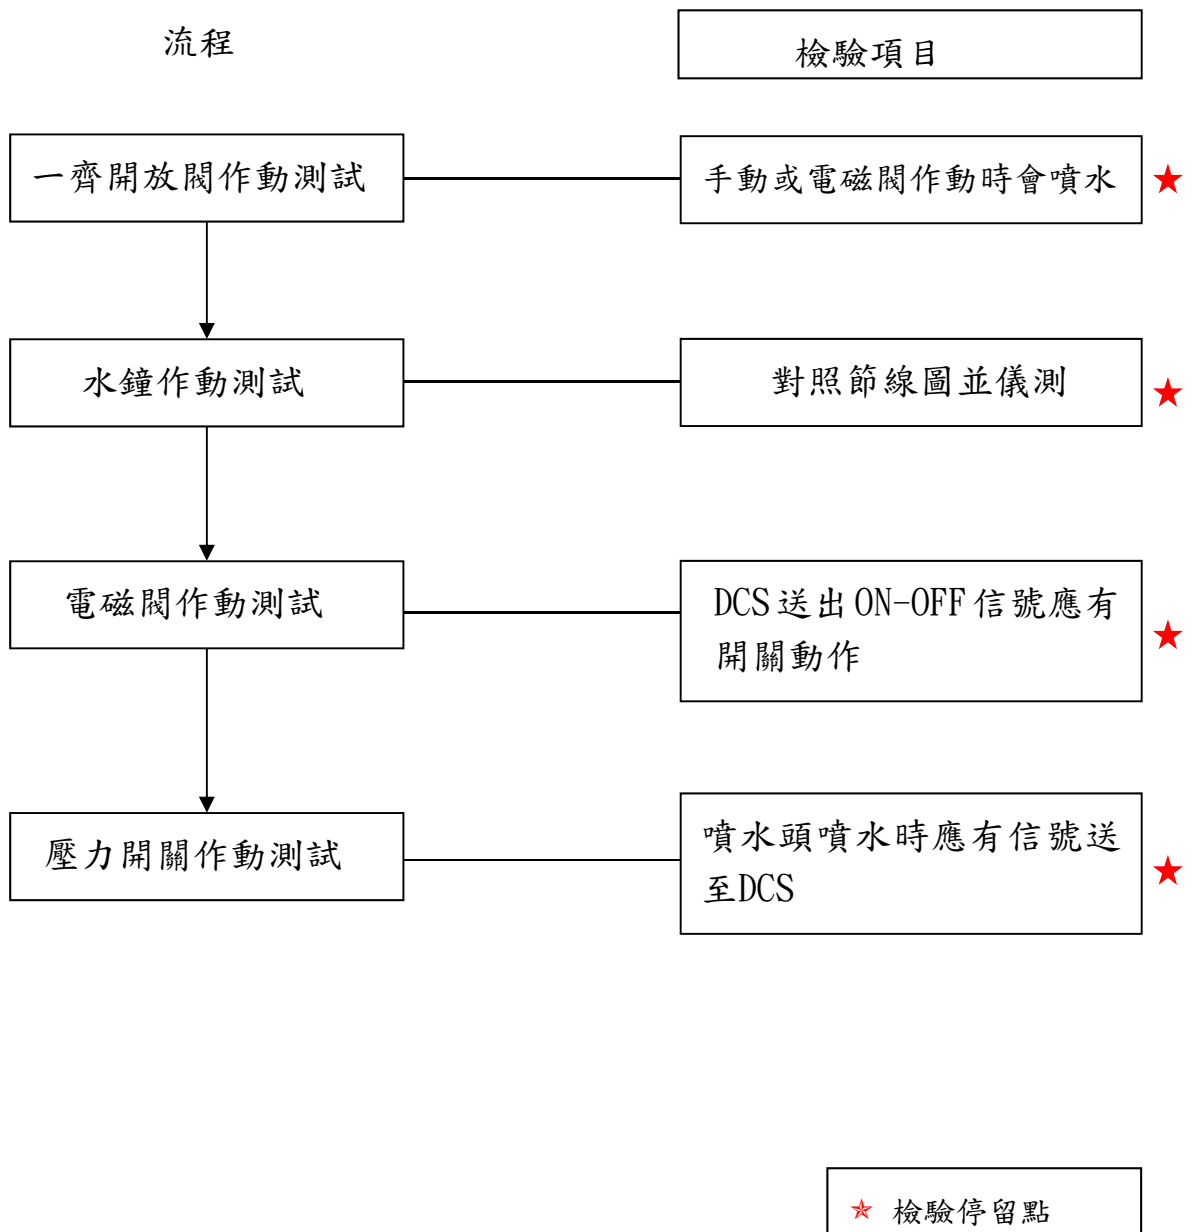 流程
檢驗項目
一齊開放閥作動測試
手動或電磁閥作動時會噴水
水鐘作動測試
對照節線圖並儀測
電磁閥作動測試
DCS送出ON-OFF信號應有
開關動作
壓力開關作動測試
噴水頭噴水時應有信號送
至DCS
檢驗停留點